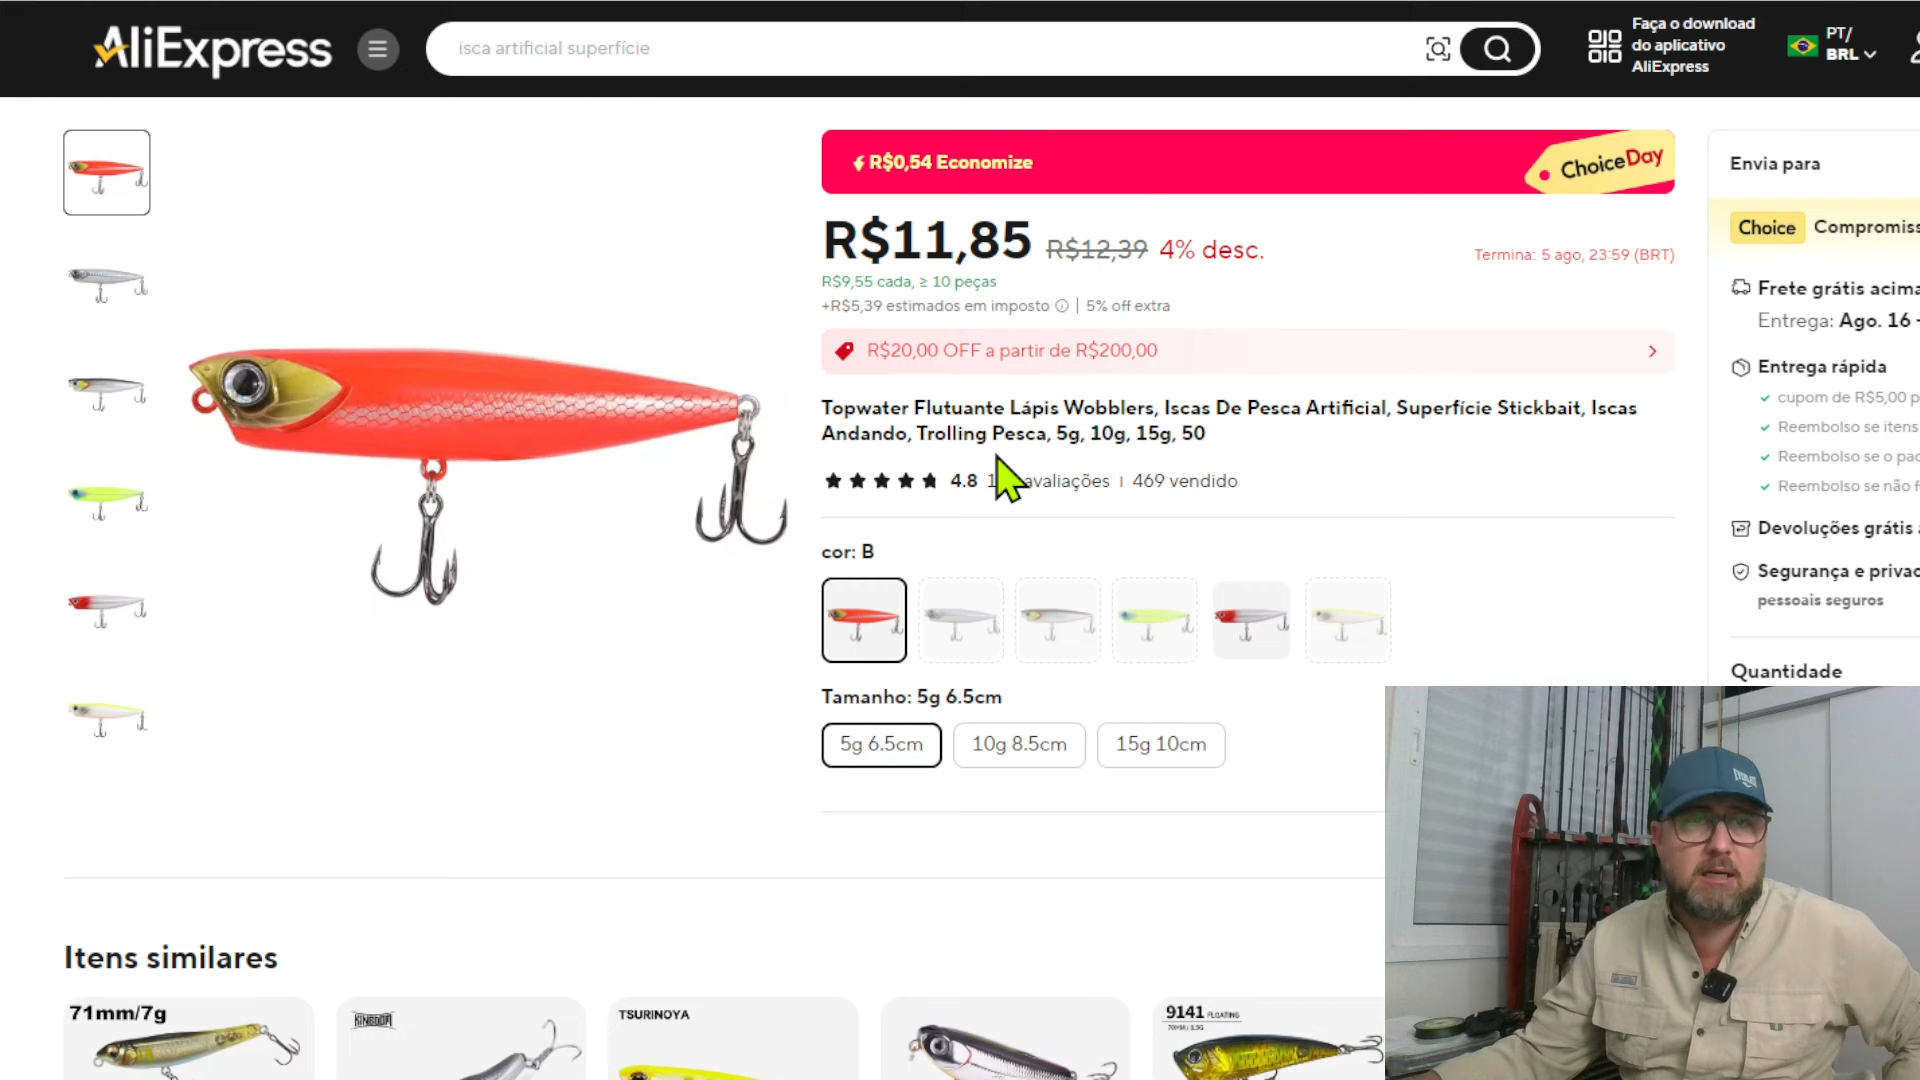 AliExpress
isca artificial superfície
Faça o download
do aplicativo
AliExpress
PT/
BRL
R$0,54 Economize
ChoiceDay
R$11,85 R$12,39 4% desc.
Termina: 5 ago, 23:59 (BRT)
R$9,55 cada, ≥ 10 peças
+R$5,39 estimados em imposto | 5% off extra
R$20,00 OFF a partir de R$200,00
Topwater Flutuante Lápis Wobblers, Iscas De Pesca Artificial, Superfície Stickbait, Iscas
Andando, Trolling Pesca, 5g, 10g, 15g, 50
4.8 avaliações | 469 vendido
cor: B
Tamanho: 5g 6.5cm
5g 6.5cm
10g 8.5cm
15g 10cm
Envia para
Choice
Frete grátis
Entrega: Ago. 16 -
Entrega rápida
cupom de R$5,00
Reembolso se itens
Reembolso se o
Reembolso se não
Devoluções grátis
Segurança e
pessoais seguros
Quantidade
Itens similares
71mm/7g
KINGDOM
TSURINOYA
9141 FLOATING